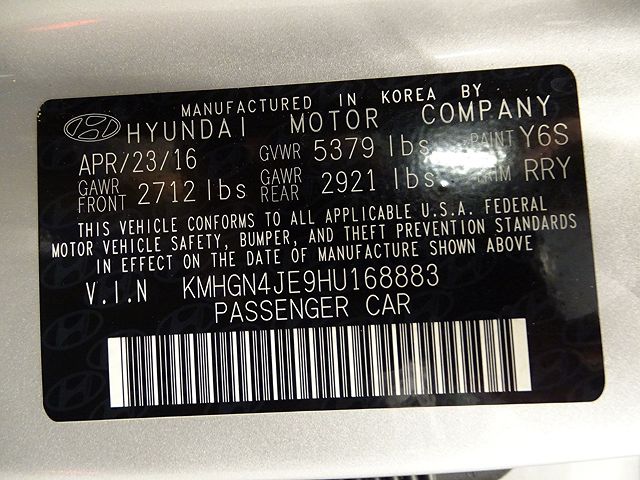 MANUFACTURED IN KOREA BY
HYUNDAI MOTOR COMPANY
APR/23/16 GVWR 5379 lbs PAINT Y6S
GAWR FRONT 2712 lbs GAWR REAR 2921 lbs TRIM RRY
THIS VEHICLE CONFORMS TO ALL APPLICABLE U.S.A. FEDERAL
MOTOR VEHICLE SAFETY, BUMPER, AND THEFT PREVENTION STANDARDS
IN EFFECT ON THE DATE OF MANUFACTURE SHOWN ABOVE
V.I.N KMHGN4JE9HU168883
PASSENGER CAR